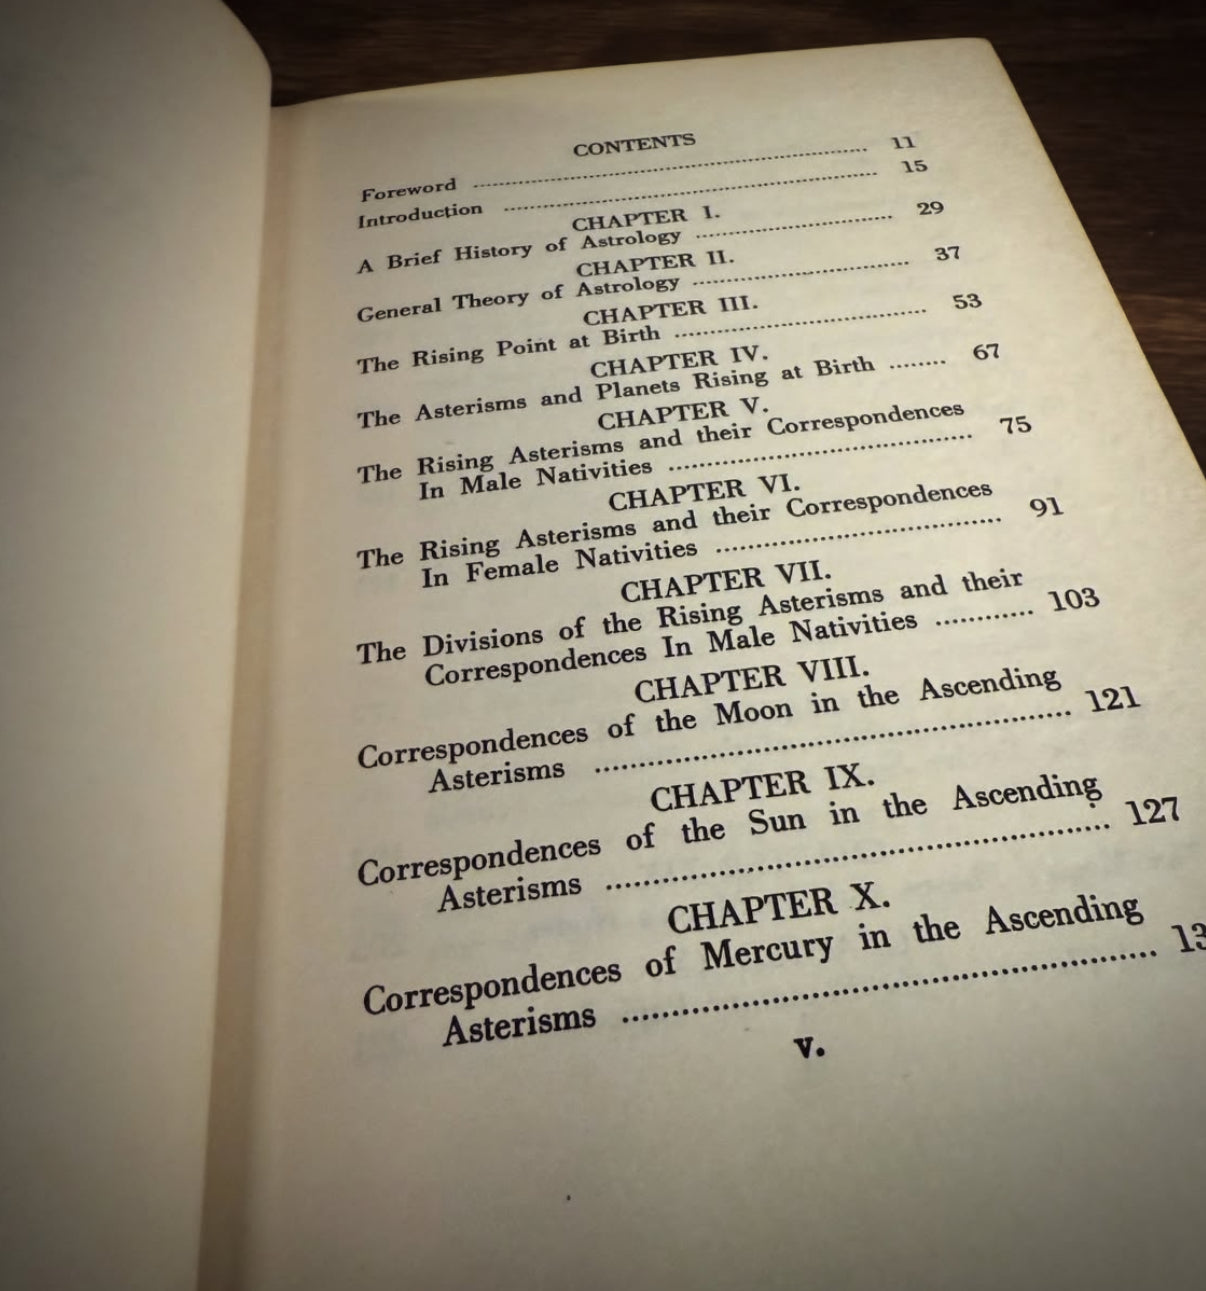 CONTENTS
Foreword ........ 11
Introduction ........ 15
CHAPTER I.
A Brief History of Astrology ........ 29
CHAPTER II.
General Theory of Astrology ........ 37
CHAPTER III.
The Rising Point at Birth ........ 53
CHAPTER IV.
The Asterisms and Planets Rising at Birth ........ 67
CHAPTER V.
The Rising Asterisms and their Correspondences
In Male Nativities ........ 75
CHAPTER VI.
The Rising Asterisms and their Correspondences
In Female Nativities ........ 91
CHAPTER VII.
The Divisions of the Rising Asterisms and their
Correspondences In Male Nativities ........ 103
CHAPTER VIII.
Correspondences of the Moon in the Ascending
Asterisms ........ 121
CHAPTER IX.
Correspondences of the Sun in the Ascending
Asterisms ........ 127
CHAPTER X.
Correspondences of Mercury in the Ascending
Asterisms ........
v.